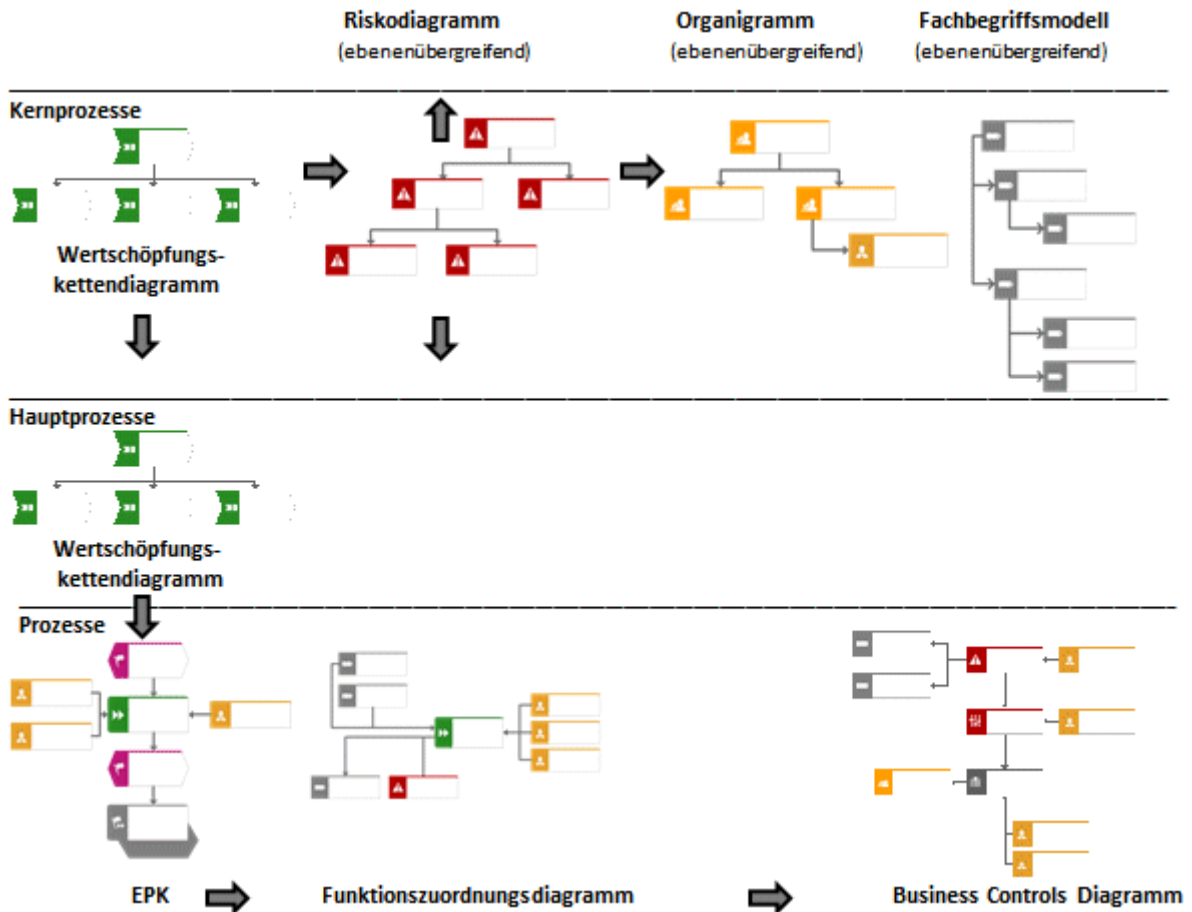 Riskodiagramm
(ebenenübergreifend)
Organigramm
(ebenenübergreifend)
Fachbegriffsmodell
(ebenenübergreifend)
Kernprozesse
Wertschöpfungs-
kettendiagramm
Hauptprozesse
Wertschöpfungs-
kettendiagramm
Prozesse
EPK
Funktionszuordnungsdiagramm
Business Controls Diagramm